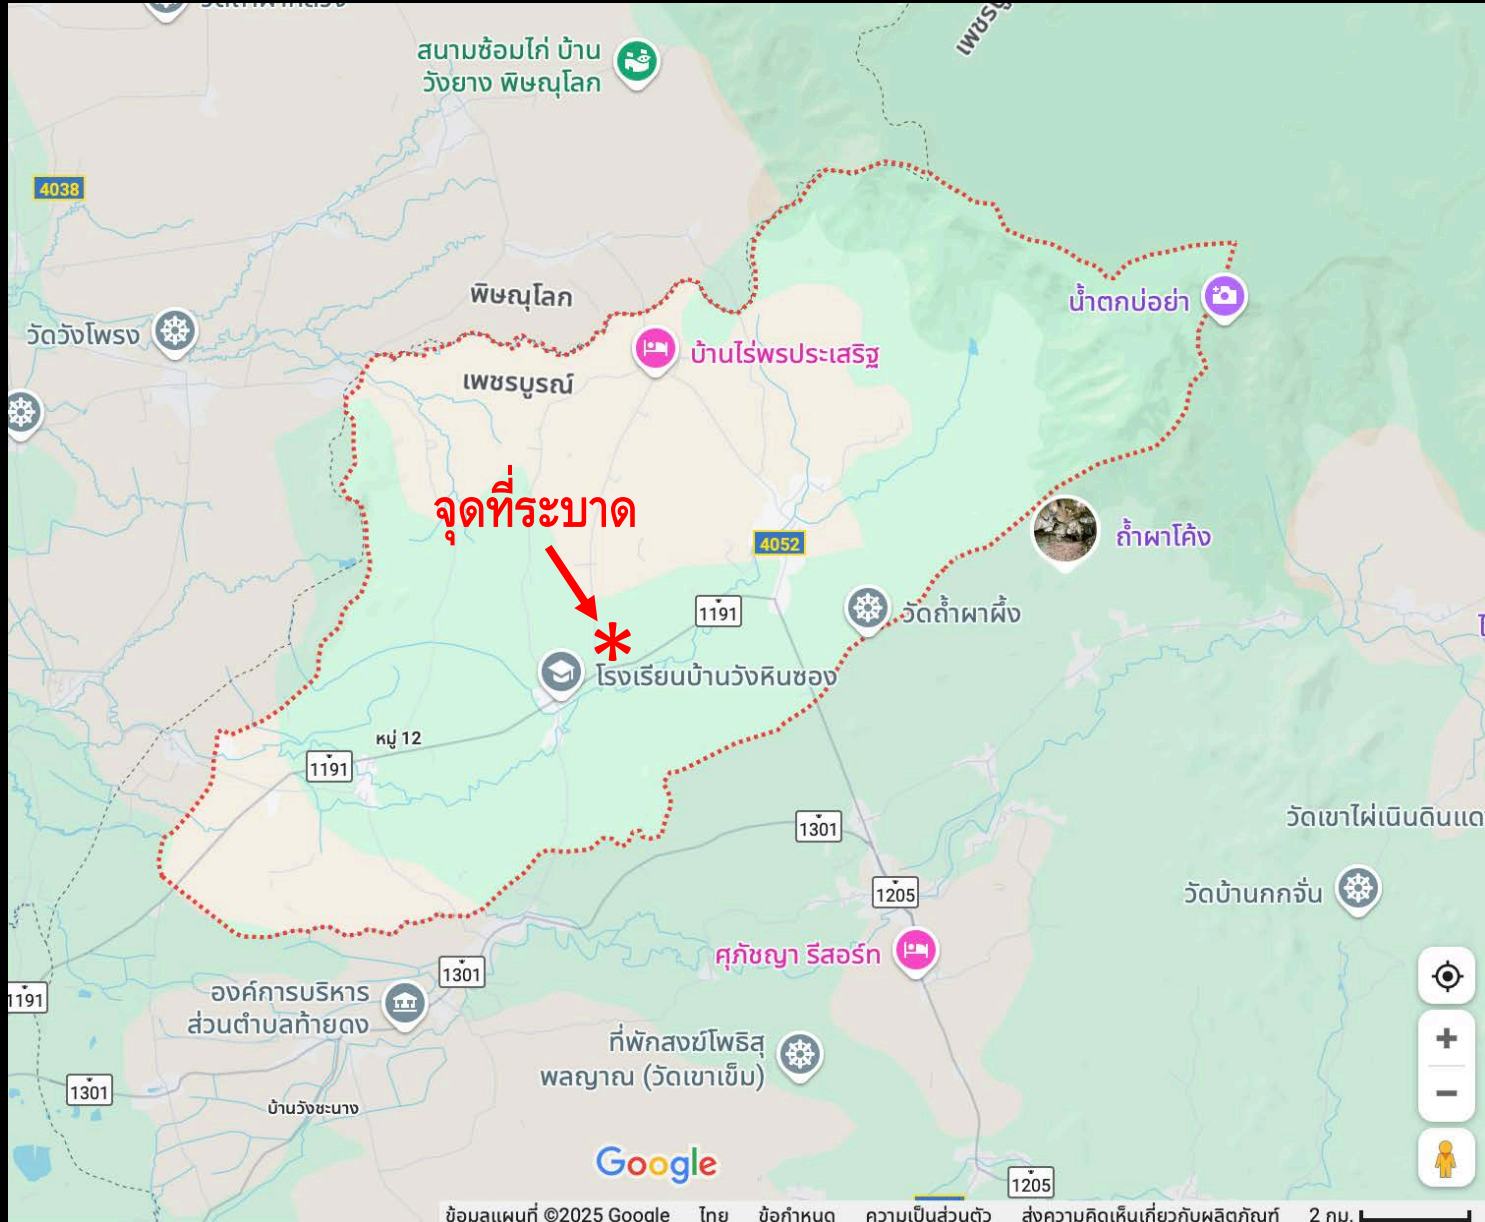 สนามซ้อมไก่ บ้าน
วังยาง พิษณุโลก
4038
พิษณุโลก
น้ำตกบ่อย่า
วัดวังโพรง
บ้านไร่พรประเสริฐ
เพชรบูรณ์
จุดที่ระบาด
4052
ถ้ำผาโค้ง
1191
วัดถ้ำผาผึ้ง
*
โรงเรียนบ้านวังหินซอง
หมู่ 12
1191
1301
วัดเขาไผ่เนินดินแด
1205
วัดบ้านกกจั่น
ศุภัชญา รีสอร์ท
1301
องค์การบริหาร
ส่วนตำบลท้ายดง
1191
ที่พักสงฆ์โพธิสุ
พลญาณ (วัดเขาเข็ม)
1301
บ้านวังชะนาง
Google
1205
ข้อมูลแผนที่ ©2025 Google ไทย ข้อกำหนด ความเป็นส่วนตัว ส่งความคิดเห็นเกี่ยวกับผลิตภัณฑ์ 2 กม.